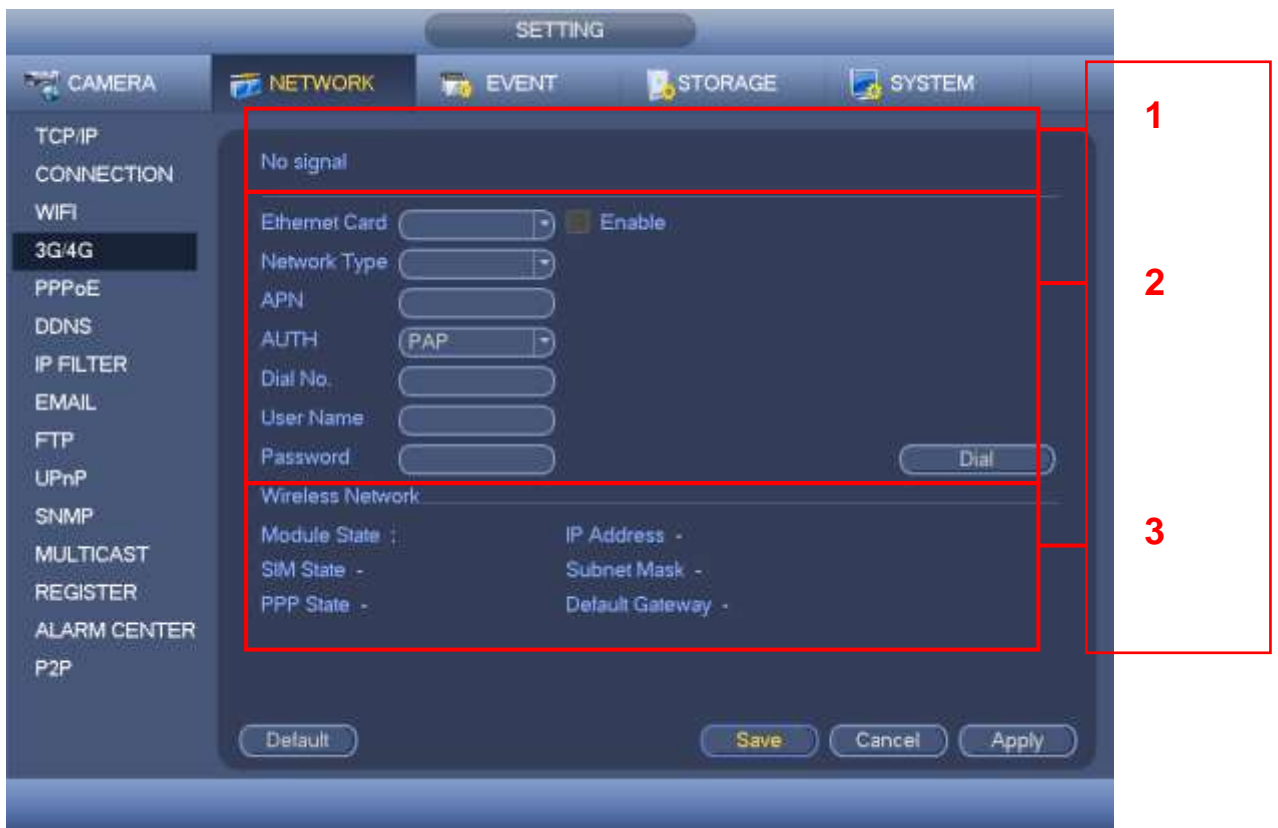 SETTING
CAMERA NETWORK EVENT STORAGE SYSTEM
TCP/IP
CONNECTION
WIFI
3G/4G
PPPoE
DDNS
IP FILTER
EMAIL
FTP
UPnP
SNMP
MULTICAST
REGISTER
ALARM CENTER
P2P
No signal
Ethernet Card Enable
Network Type
APN
AUTH PAP
Dial No.
User Name
Password Dial
Wireless Network
Module State : IP Address -
SIM State - Subnet Mask -
PPP State - Default Gateway -
Default Save Cancel Apply
1
2
3